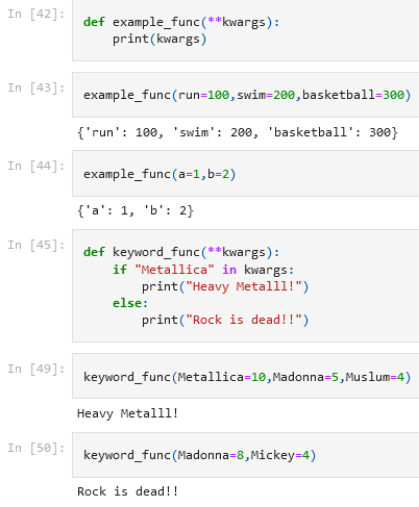 In [42]:
def example_func(**kwargs):
    print(kwargs)
In [43]:
example_func(run=100,swim=200,basketball=300)
{'run': 100, 'swim': 200, 'basketball': 300}
In [44]:
example_func(a=1,b=2)
{'a': 1, 'b': 2}
In [45]:
def keyword_func(**kwargs):
    if "Metallica" in kwargs:
        print("Heavy Metalll!")
    else:
        print("Rock is dead!!")
In [49]:
keyword_func(Metallica=10,Madonna=5,Muslum=4)
Heavy Metalll!
In [50]:
keyword_func(Madonna=8,Mickey=4)
Rock is dead!!